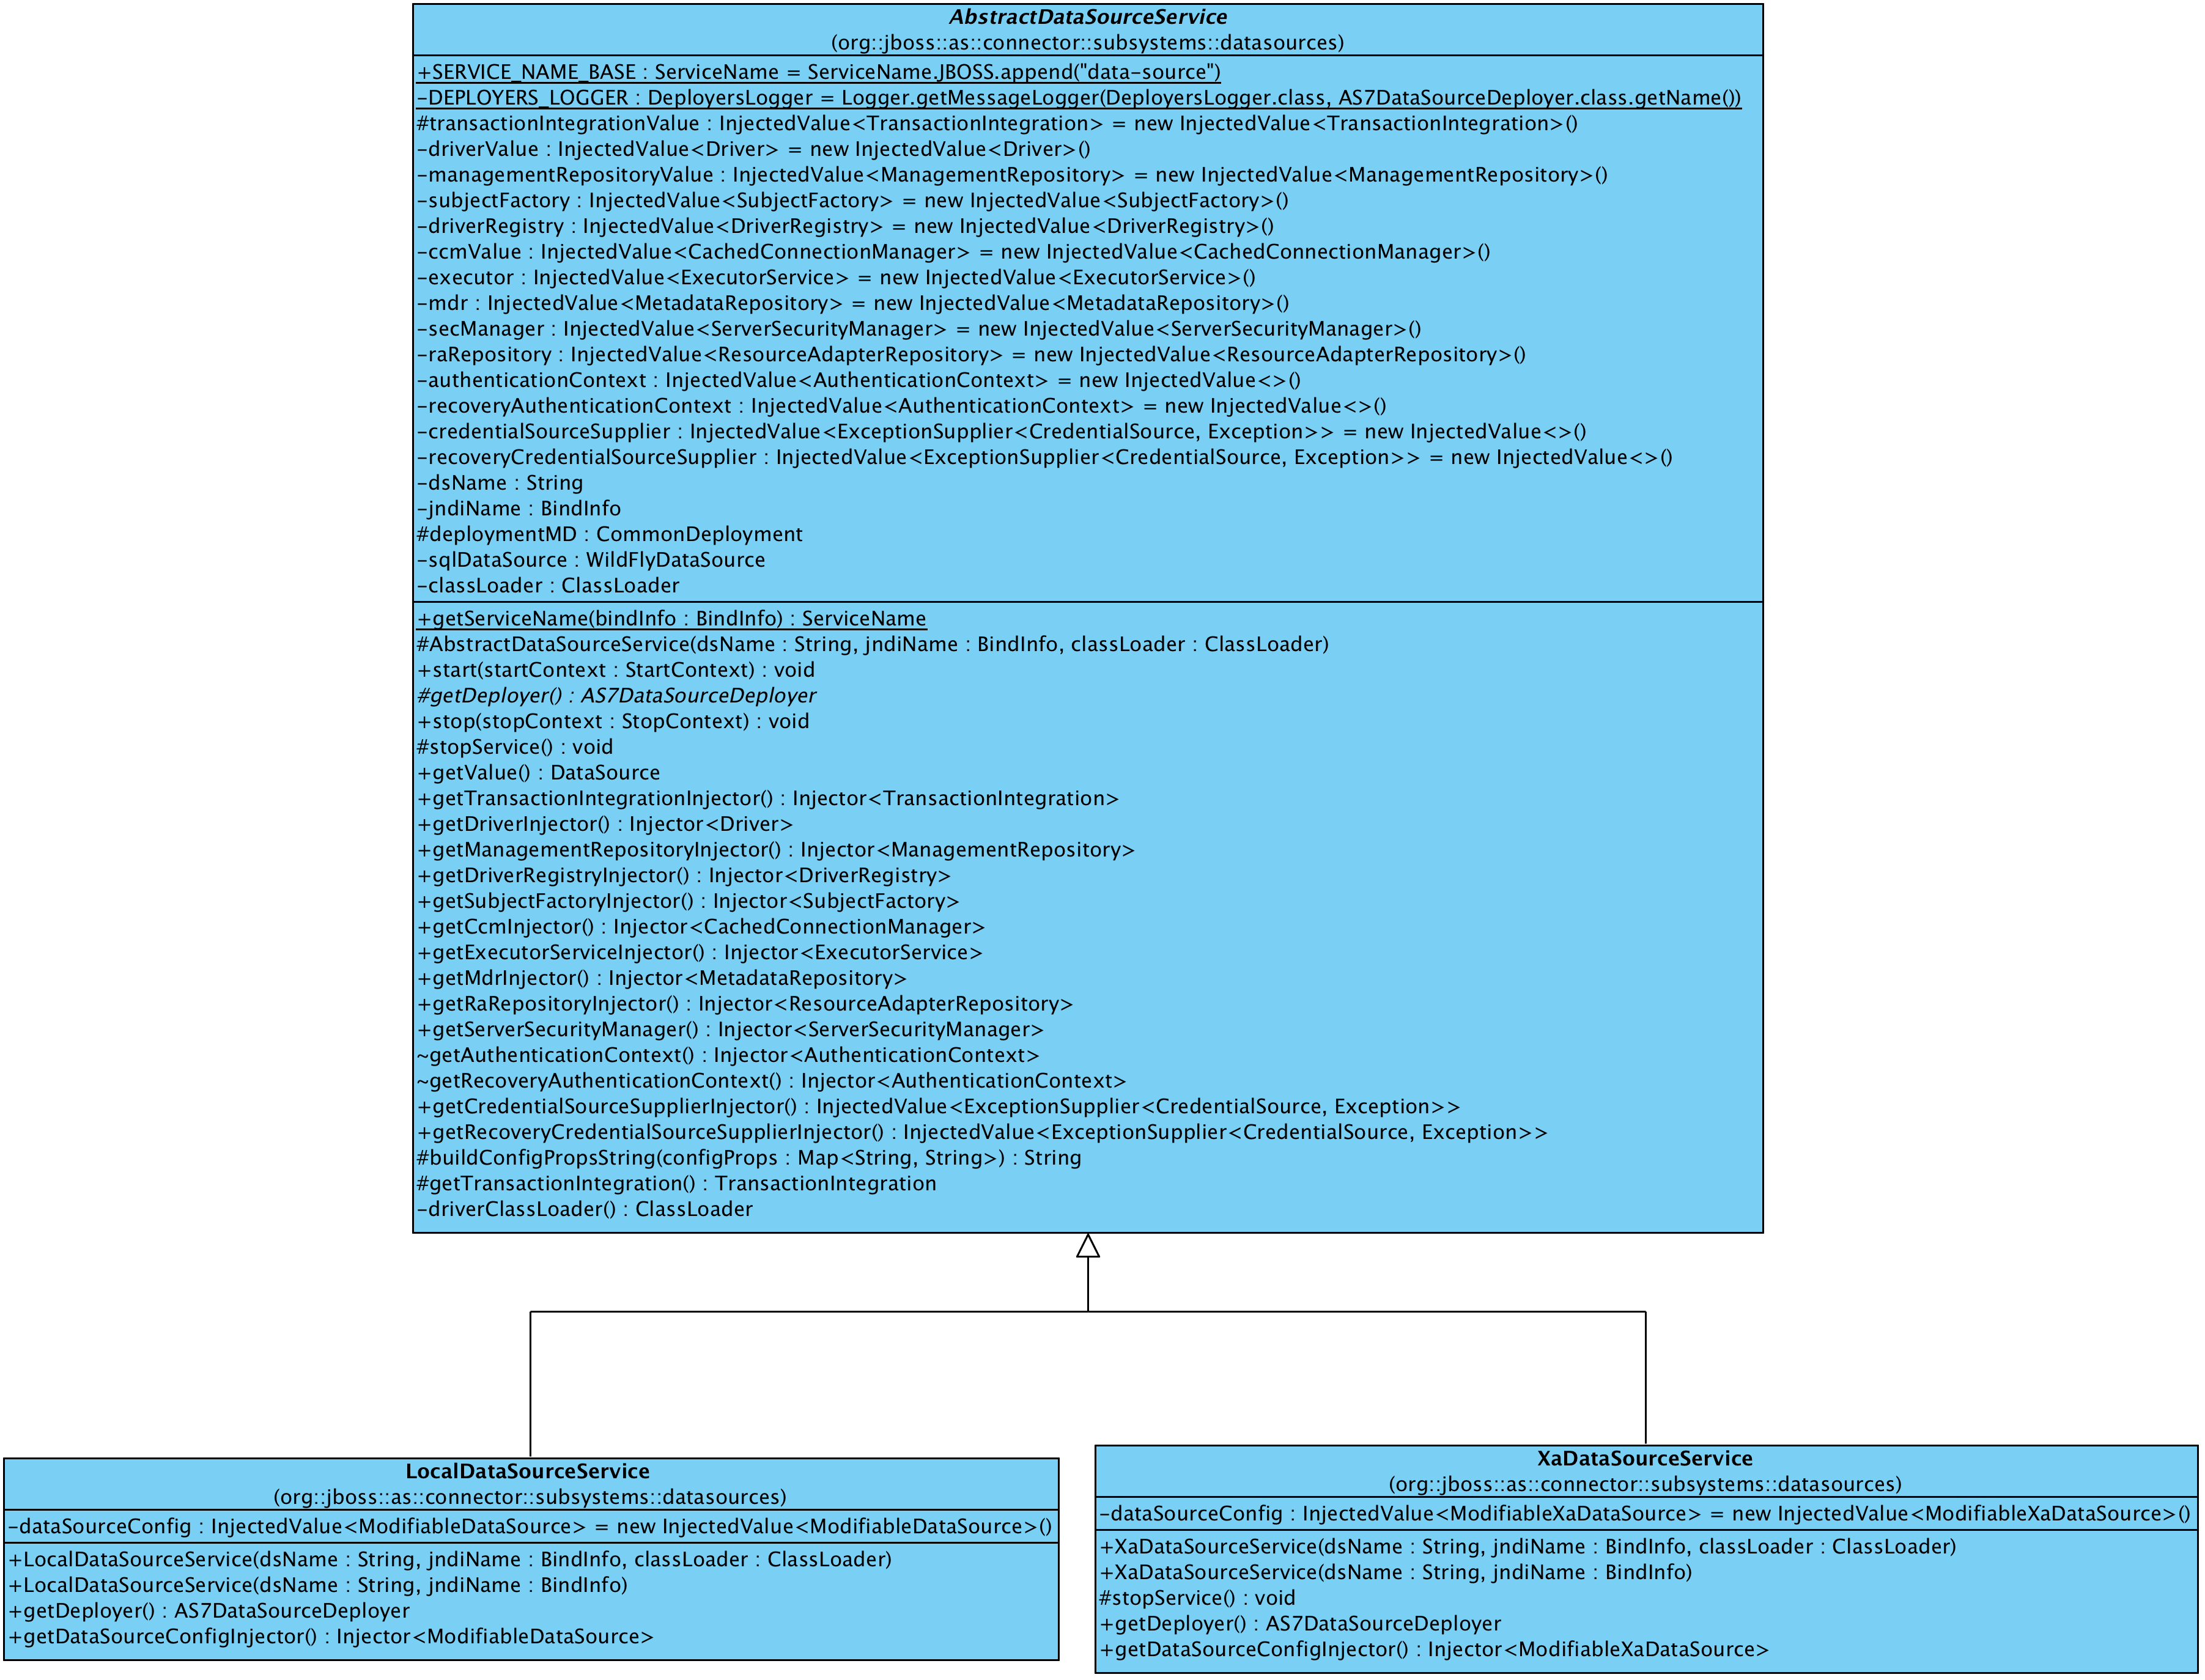 AbstractDataSourceService
(org::jboss::as::connector::subsystems::datasources)
+SERVICE_NAME_BASE : ServiceName = ServiceName.JBOSS.append("data-source")
-DEPLOYERS_LOGGER : DeployersLogger = Logger.getMessageLogger(DeployersLogger.class, AS7DataSourceDeployer.class.getName())
#transactionIntegrationValue : InjectedValue<TransactionIntegration> = new InjectedValue<TransactionIntegration>()
-driverValue : InjectedValue<Driver> = new InjectedValue<Driver>()
-managementRepositoryValue : InjectedValue<ManagementRepository> = new InjectedValue<ManagementRepository>()
-subjectFactory : InjectedValue<SubjectFactory> = new InjectedValue<SubjectFactory>()
-driverRegistry : InjectedValue<DriverRegistry> = new InjectedValue<DriverRegistry>()
-ccmValue : InjectedValue<CachedConnectionManager> = new InjectedValue<CachedConnectionManager>()
-executor : InjectedValue<ExecutorService> = new InjectedValue<ExecutorService>()
-mdr : InjectedValue<MetadataRepository> = new InjectedValue<MetadataRepository>()
-secManager : InjectedValue<ServerSecurityManager> = new InjectedValue<ServerSecurityManager>()
-raRepository : InjectedValue<ResourceAdapterRepository> = new InjectedValue<ResourceAdapterRepository>()
-authenticationContext : InjectedValue<AuthenticationContext> = new InjectedValue<>()
-recoveryAuthenticationContext : InjectedValue<AuthenticationContext> = new InjectedValue<>()
-credentialSourceSupplier : InjectedValue<ExceptionSupplier<CredentialSource, Exception>> = new InjectedValue<>()
-recoveryCredentialSourceSupplier : InjectedValue<ExceptionSupplier<CredentialSource, Exception>> = new InjectedValue<>()
-dsName : String
-jndiName : BindInfo
#deploymentMD : CommonDeployment
-sqlDataSource : WildFlyDataSource
-classLoader : ClassLoader
+getServiceName(bindInfo : BindInfo) : ServiceName
#AbstractDataSourceService(dsName : String, jndiName : BindInfo, classLoader : ClassLoader)
+start(startContext : StartContext) : void
#getDeployer() : AS7DataSourceDeployer
+stop(stopContext : StopContext) : void
#stopService() : void
+getValue() : DataSource
+getTransactionIntegrationInjector() : Injector<TransactionIntegration>
+getDriverInjector() : Injector<Driver>
+getManagementRepositoryInjector() : Injector<ManagementRepository>
+getDriverRegistryInjector() : Injector<DriverRegistry>
+getSubjectFactoryInjector() : Injector<SubjectFactory>
+getCcmInjector() : Injector<CachedConnectionManager>
+getExecutorServiceInjector() : Injector<ExecutorService>
+getMdrInjector() : Injector<MetadataRepository>
+getRaRepositoryInjector() : Injector<ResourceAdapterRepository>
+getServerSecurityManager() : Injector<ServerSecurityManager>
~getAuthenticationContext() : Injector<AuthenticationContext>
~getRecoveryAuthenticationContext() : Injector<AuthenticationContext>
+getCredentialSourceSupplierInjector() : InjectedValue<ExceptionSupplier<CredentialSource, Exception>>
+getRecoveryCredentialSourceSupplierInjector() : InjectedValue<ExceptionSupplier<CredentialSource, Exception>>
#buildConfigPropsString(configProps : Map<String, String>) : String
#getTransactionIntegration() : TransactionIntegration
-driverClassLoader() : ClassLoader
LocalDataSourceService
(org::jboss::as::connector::subsystems::datasources)
-dataSourceConfig : InjectedValue<ModifiableDataSource> = new InjectedValue<ModifiableDataSource>()
+LocalDataSourceService(dsName : String, jndiName : BindInfo, classLoader : ClassLoader)
+LocalDataSourceService(dsName : String, jndiName : BindInfo)
+getDeployer() : AS7DataSourceDeployer
+getDataSourceConfigInjector() : Injector<ModifiableDataSource>
XaDataSourceService
(org::jboss::as::connector::subsystems::datasources)
-dataSourceConfig : InjectedValue<ModifiableXaDataSource> = new InjectedValue<ModifiableXaDataSource>()
+XaDataSourceService(dsName : String, jndiName : BindInfo, classLoader : ClassLoader)
+XaDataSourceService(dsName : String, jndiName : BindInfo)
#stopService() : void
+getDeployer() : AS7DataSourceDeployer
+getDataSourceConfigInjector() : Injector<ModifiableXaDataSource>